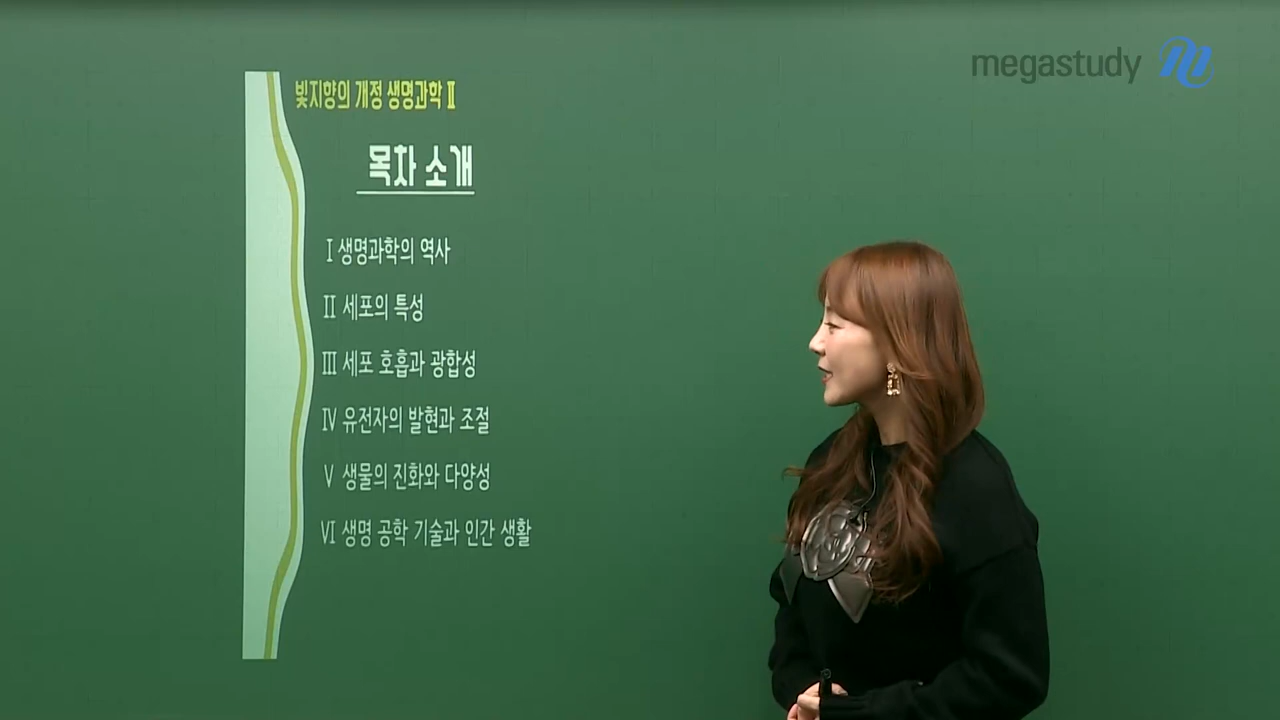 megastudy
빛지향의 개정 생명과학 Ⅱ
목차 소개
Ⅰ 생명과학의 역사
Ⅱ 세포의 특성
Ⅲ 세포 호흡과 광합성
Ⅳ 유전자의 발현과 조절
Ⅴ 생물의 진화와 다양성
Ⅵ 생명 공학 기술과 인간 생활